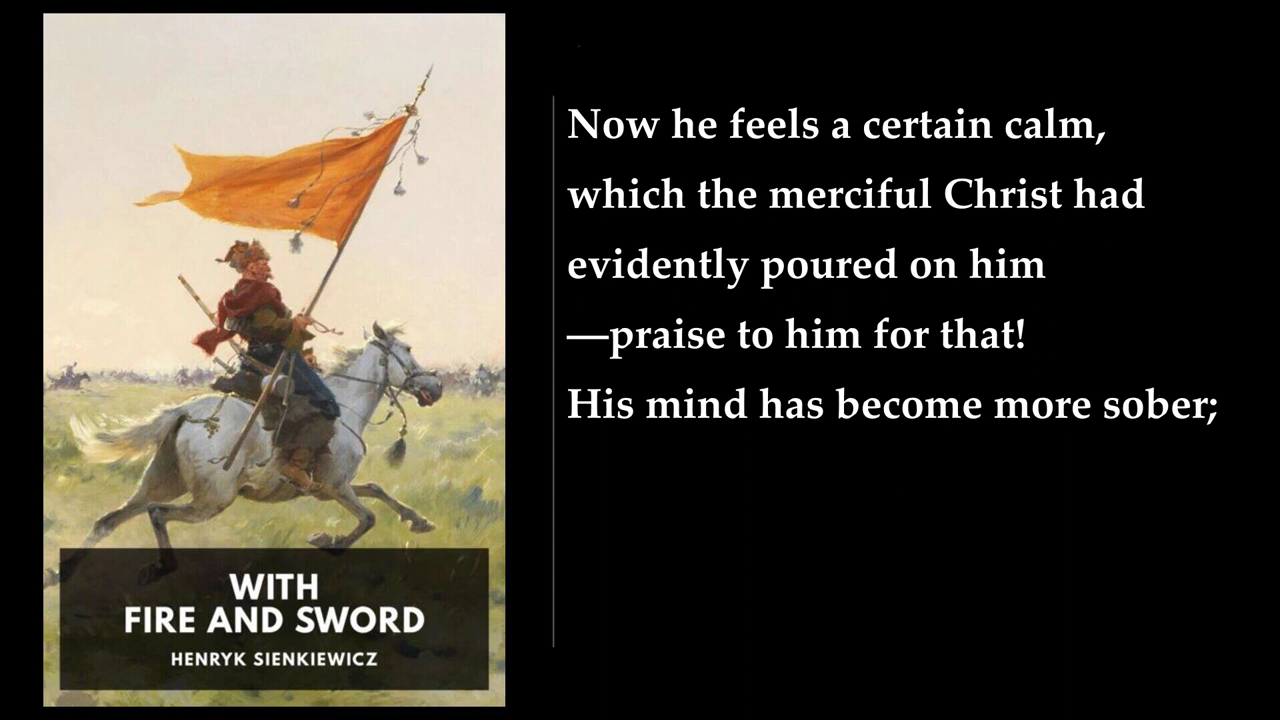 WITH
FIRE AND SWORD
HENRYK SIENKIEWICZ
Now he feels a certain calm,
which the merciful Christ had
evidently poured on him
—praise to him for that!
His mind has become more sober;